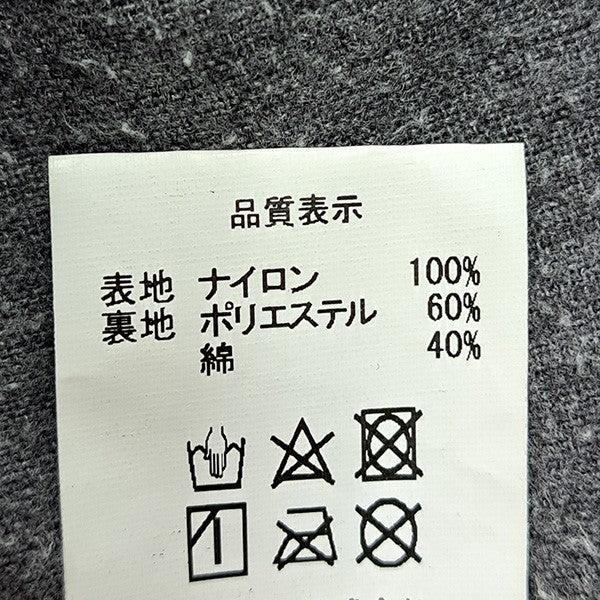 品質表示
表地 ナイロン 100%
裏地 ポリエステル 60%
綿 40%